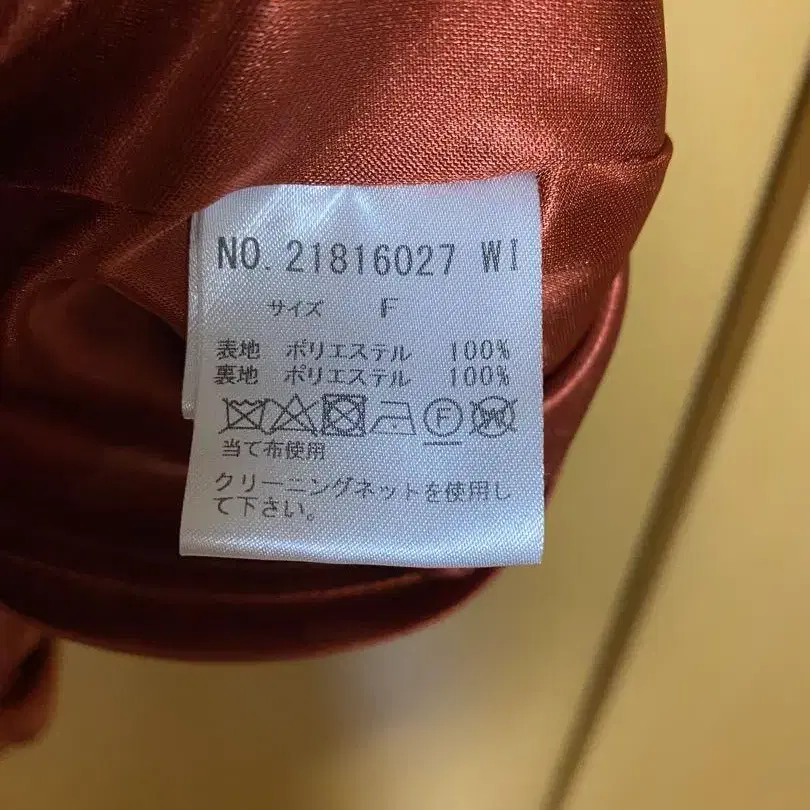 NO. 21816027 WI
サイズ F
表地 ポリエステル 100%
裏地 ポリエステル 100%
F W
当て布使用
クリーニングネットを使用し
て下さい。